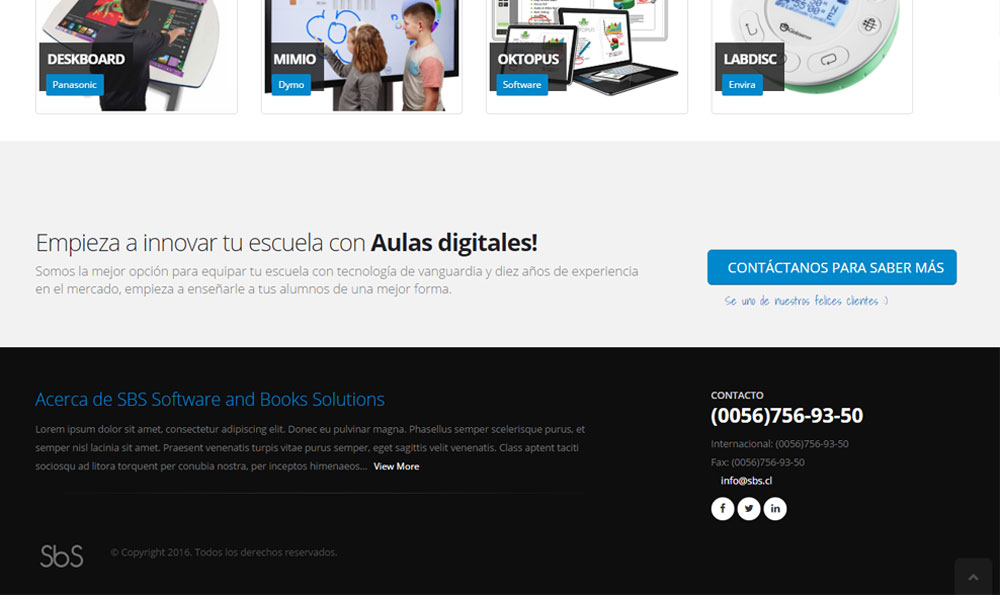 DESKBOARD
Panasonic
MIMIO
Dymo
OKTOPUS
Software
LABDISC
Envira
Empieza a innovar tu escuela con Aulas digitales!
Somos la mejor opción para equipar tu escuela con tecnología de vanguardia y diez años de experiencia
en el mercado, empieza a enseñarle a tus alumnos de una mejor forma.
CONTÁCTANOS PARA SABER MÁS
Se uno de nuestros felices clientes :)
Acerca de SBS Software and Books Solutions
Lorem ipsum dolor sit amet, consectetur adipiscing elit. Donec eu pulvinar magna. Phasellus semper scelerisque purus, et
semper nisl lacinia sit amet. Praesent venenatis turpis vitae purus semper, eget sagittis velit venenatis. Class aptent taciti
sociosqu ad litora torquent per conubia nostra, per inceptos himenaeos... View More
CONTACTO
(0056)756-93-50
Internacional: (0056)756-93-50
Fax: (0056)756-93-50
info@sbs.cl
SbS
© Copyright 2016. Todos los derechos reservados.